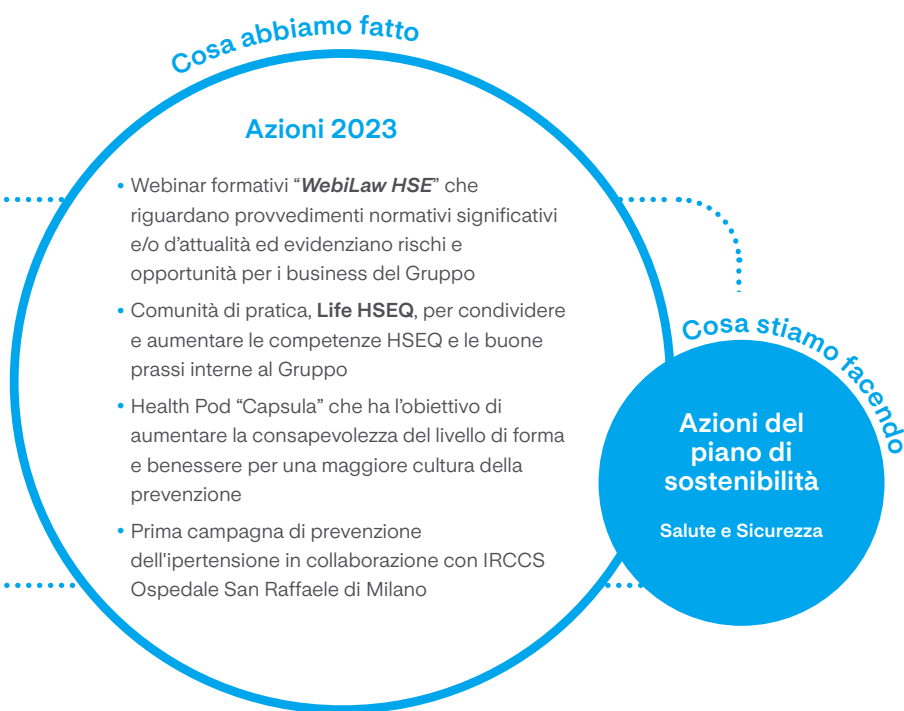 Cosa abbiamo fatto
Azioni 2023
• Webinar formativi “WebiLaw HSE” che
riguardano provvedimenti normativi significativi
e/o d’attualità ed evidenziano rischi e
opportunità per i business del Gruppo
• Comunità di pratica, Life HSEQ, per condividere
e aumentare le competenze HSEQ e le buone
prassi interne al Gruppo
• Health Pod “Capsula” che ha l’obiettivo di
aumentare la consapevolezza del livello di forma
e benessere per una maggiore cultura della
prevenzione
• Prima campagna di prevenzione
dell'ipertensione in collaborazione con IRCCS
Ospedale San Raffaele di Milano
Cosa stiamo facendo
Azioni del
piano di
sostenibilità
Salute e Sicurezza